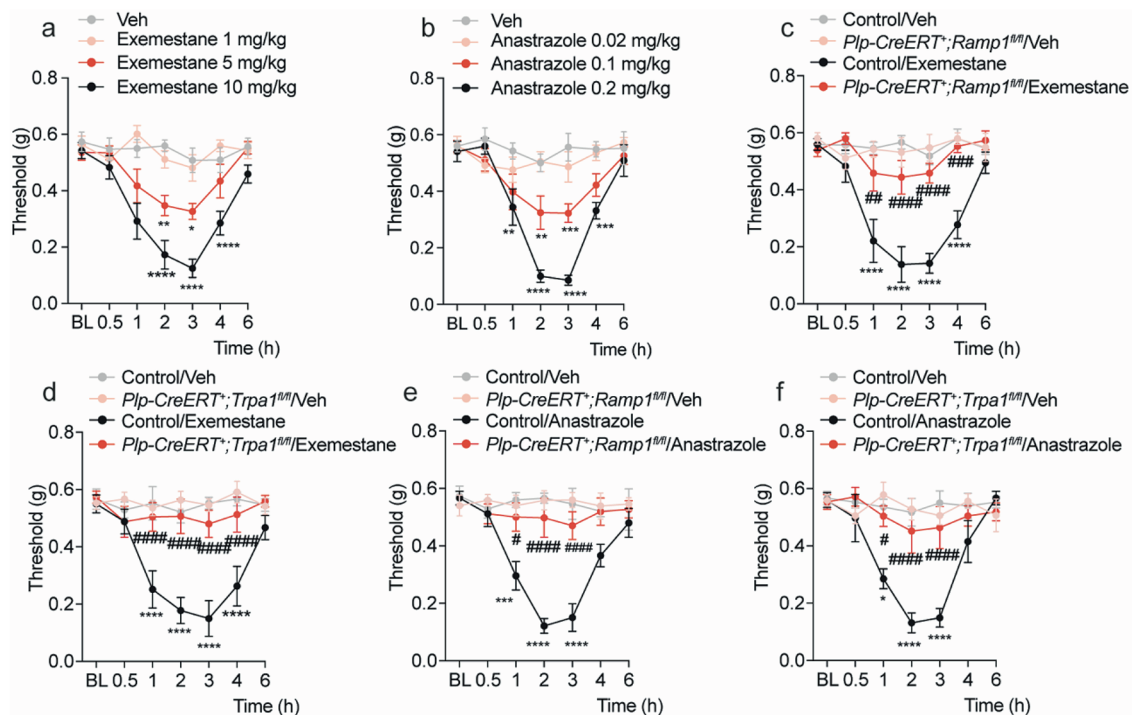 a
Veh
Exemestane 1 mg/kg
Exemestane 5 mg/kg
Exemestane 10 mg/kg
0.8
0.6
0.4
0.2
0.0
Threshold (g)
**
*
****
****
****
BL 0.5 1 2 3 4 6
Time (h)
b
Veh
Anastrazole 0.02 mg/kg
Anastrazole 0.1 mg/kg
Anastrazole 0.2 mg/kg
0.8
0.6
0.4
0.2
0.0
Threshold (g)
**
**
***
***
****
****
BL 0.5 1 2 3 4 6
Time (h)
c
Control/Veh
Plp-CreERT+;Ramp1fl/fl/Veh
Control/Exemestane
Plp-CreERT+;Ramp1fl/fl/Exemestane
0.8
0.6
0.4
0.2
0.0
Threshold (g)
##
####
####
###
****
****
****
****
BL 0.5 1 2 3 4 6
Time (h)
d
Control/Veh
Plp-CreERT+;Trpa1fl/fl/Veh
Control/Exemestane
Plp-CreERT+;Trpa1fl/fl/Exemestane
0.8
0.6
0.4
0.2
0.0
Threshold (g)
####
####
####
####
****
****
****
****
BL 0.5 1 2 3 4 6
Time (h)
e
Control/Veh
Plp-CreERT+;Ramp1fl/fl/Veh
Control/Anastrazole
Plp-CreERT+;Ramp1fl/fl/Anastrazole
0.8
0.6
0.4
0.2
0.0
Threshold (g)
#
####
####
***
****
****
BL 0.5 1 2 3 4 6
Time (h)
f
Control/Veh
Plp-CreERT+;Trpa1fl/fl/Veh
Control/Anastrazole
Plp-CreERT+;Trpa1fl/fl/Anastrazole
0.8
0.6
0.4
0.2
0.0
Threshold (g)
#
####
####
*
****
****
BL 0.5 1 2 3 4 6
Time (h)